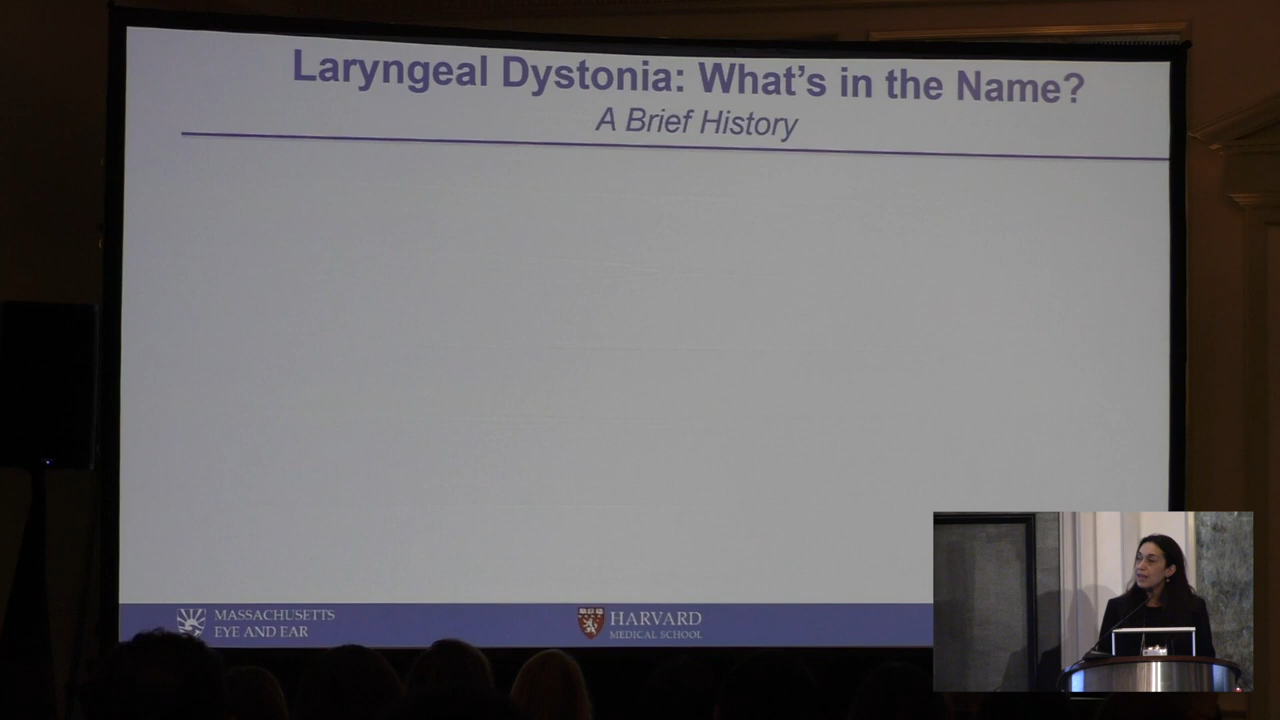 Laryngeal Dystonia: What's in the Name?
A Brief History
MASSACHUSETTS
EYE AND EAR
HARVARD
MEDICAL SCHOOL